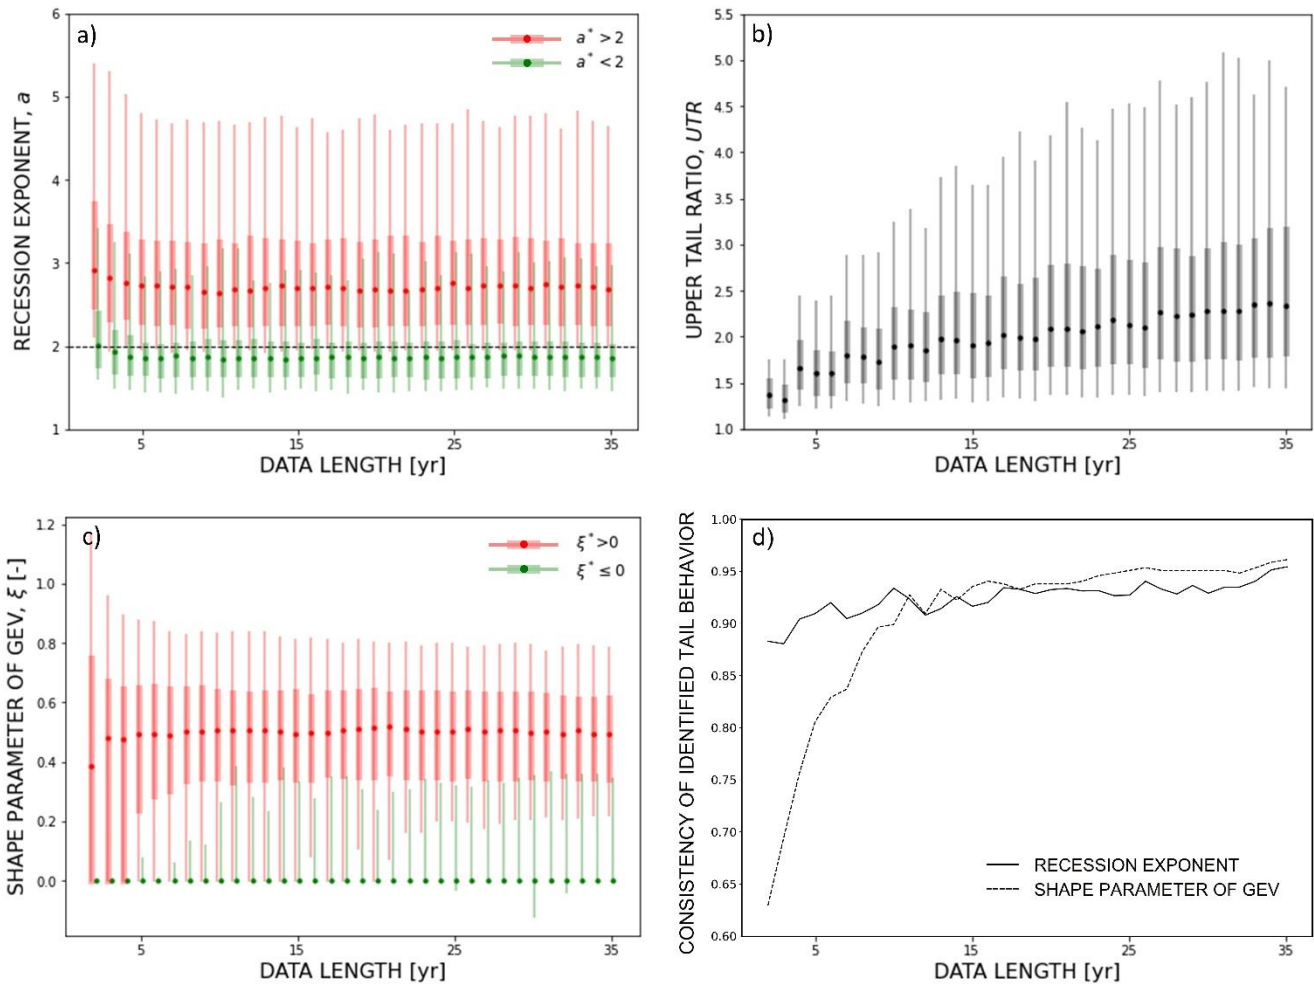 a)
a* > 2
a* < 2
RECESSION EXPONENT, a
6
5
4
3
2
1
5 15 25 35
DATA LENGTH [yr]
b)
UPPER TAIL RATIO, UTR
5.5
5.0
4.5
4.0
3.5
3.0
2.5
2.0
1.5
1.0
5 15 25 35
DATA LENGTH [yr]
c)
ξ* >0
ξ* ≤ 0
SHAPE PARAMETER OF GEV, ξ [-]
1.2
1.0
0.8
0.6
0.4
0.2
0.0
5 15 25 35
DATA LENGTH [yr]
d)
CONSISTENCY OF IDENTIFIED TAIL BEHAVIOR
1.00
0.95
0.90
0.85
0.80
0.75
0.70
0.65
0.60
RECESSION EXPONENT
SHAPE PARAMETER OF GEV
5 15 25 35
DATA LENGTH [yr]